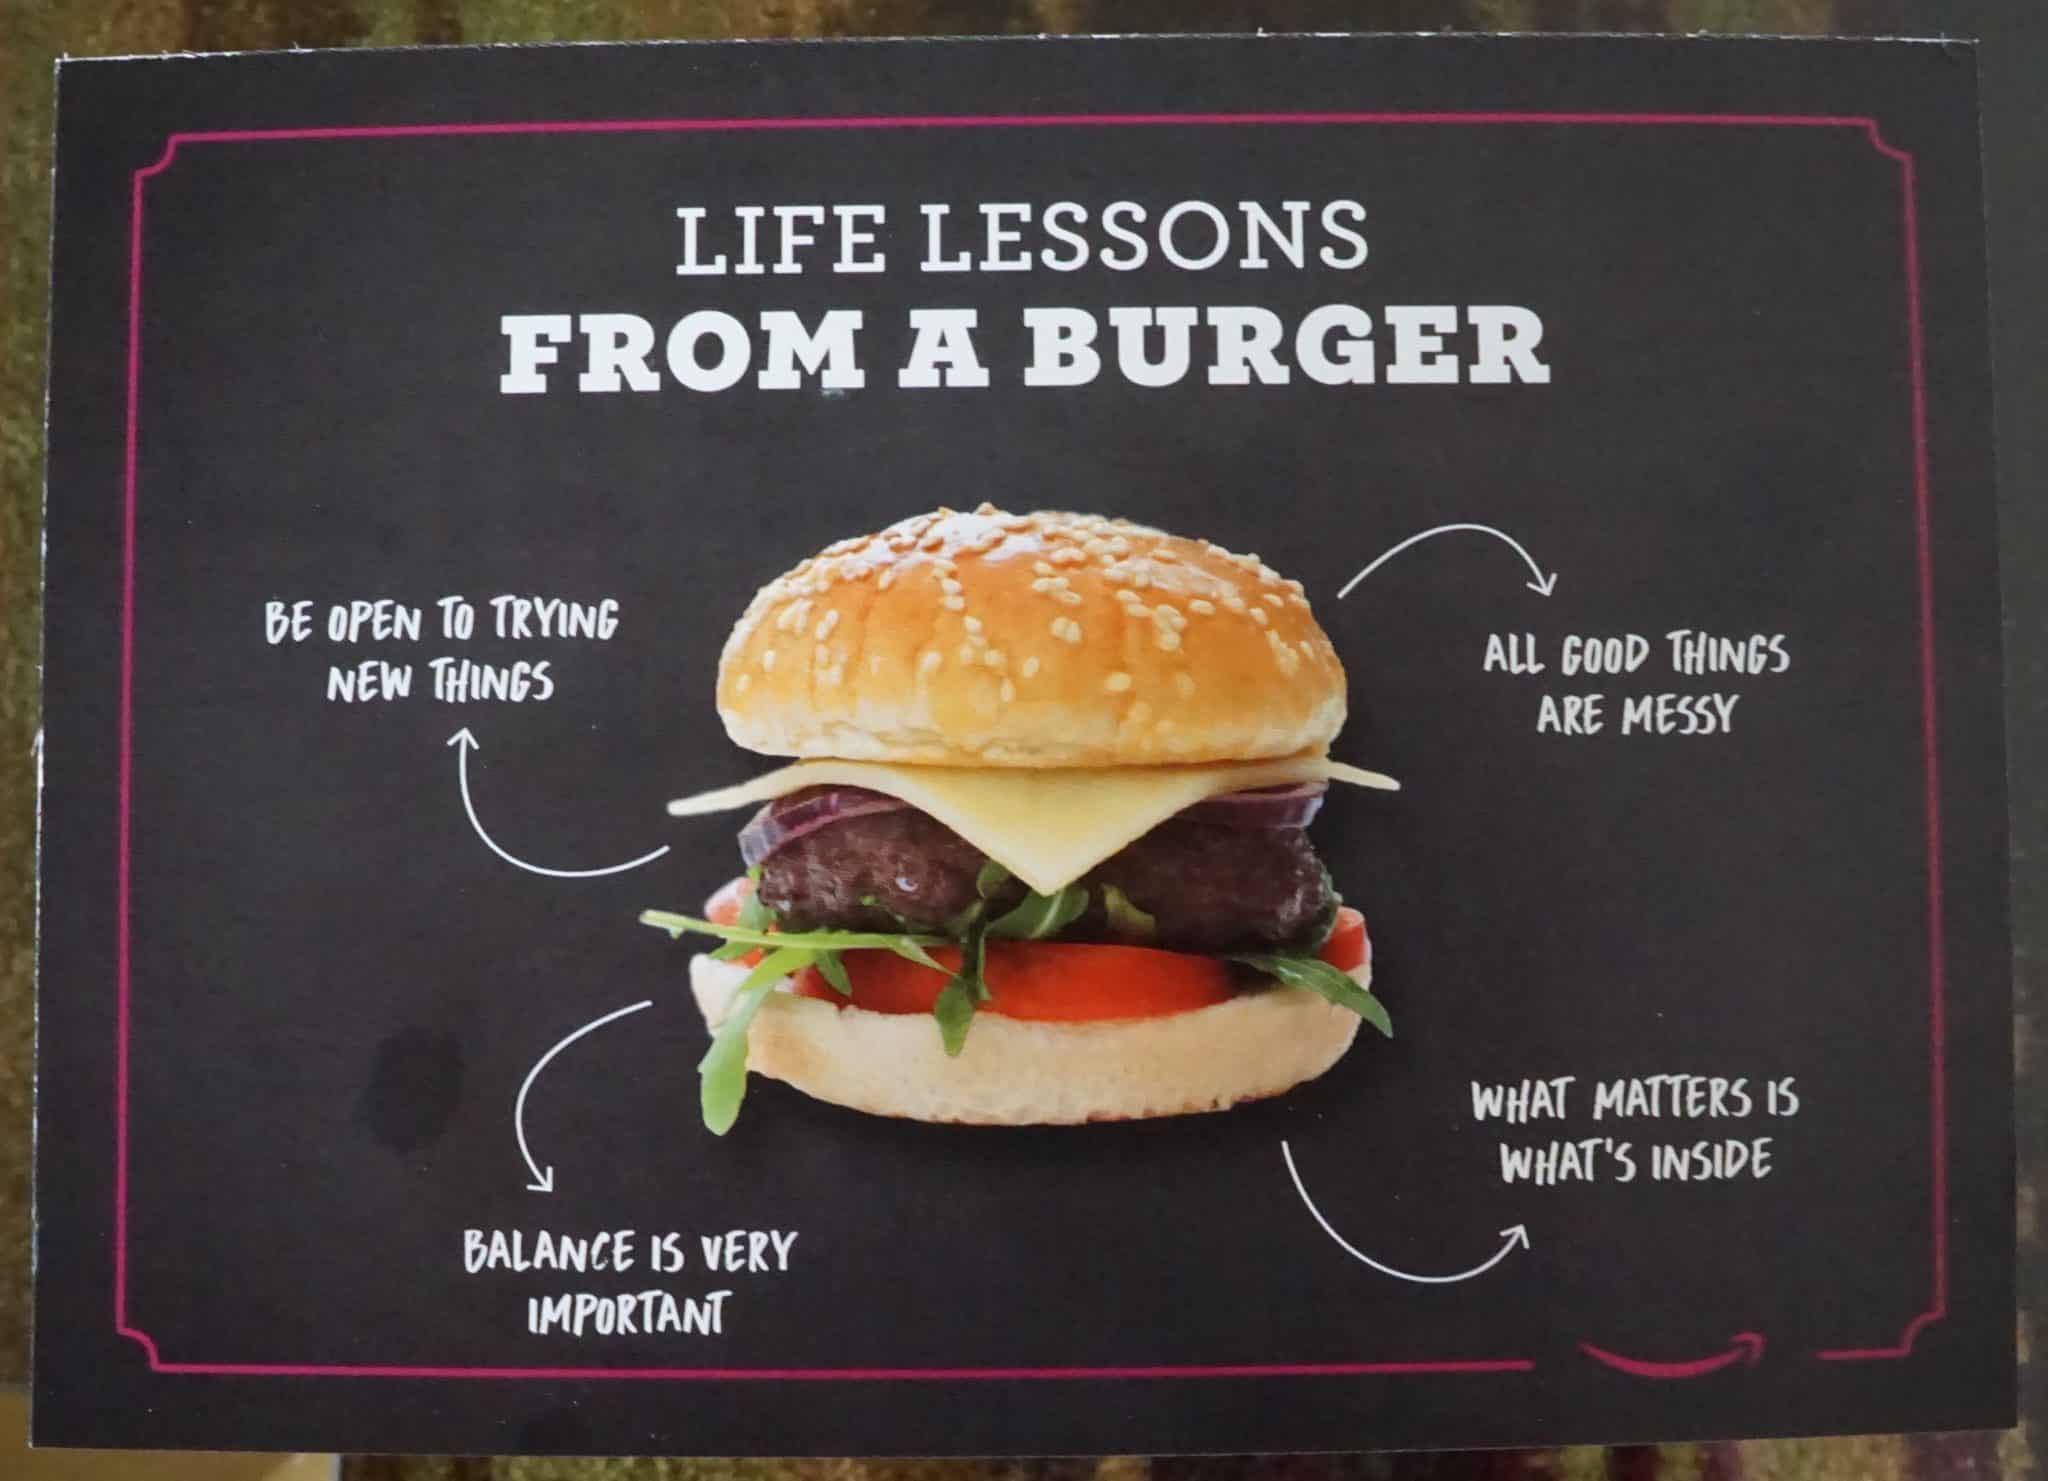 LIFE LESSONS
FROM A BURGER
BE OPEN TO TRYING
NEW THINGS
ALL GOOD THINGS
ARE MESSY
WHAT MATTERS IS
WHAT'S INSIDE
BALANCE IS VERY
IMPORTANT